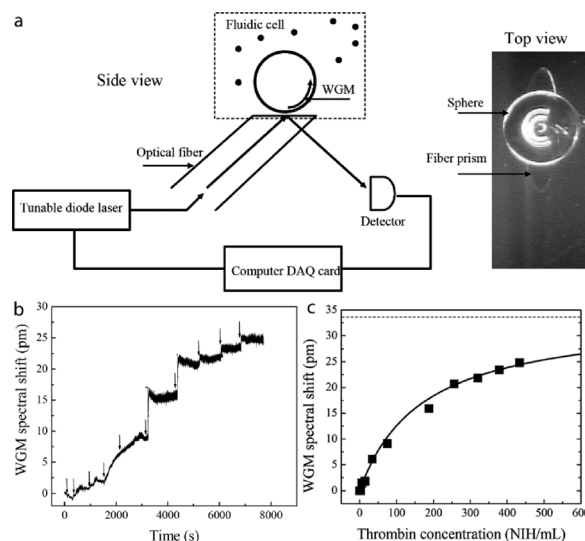 a
Fluidic cell
Top view
Side view
WGM
Sphere
Optical fiber
Fiber prism
Tunable diode laser
Detector
Computer DAQ card
b
WGM spectral shift (pm)
30
25
20
15
10
5
0
0 2000 4000 6000 8000
Time (s)
c
WGM spectral shift (pm)
35
30
25
20
15
10
5
0
0 100 200 300 400 500 600
Thrombin concentration (NIH/mL)